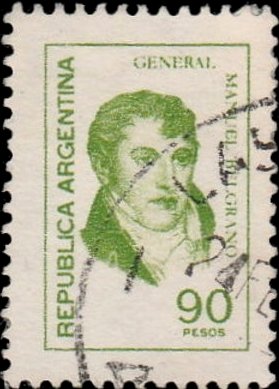 GENERAL
MANUEL BELGRANO
REPUBLICA ARGENTINA
90
PESOS